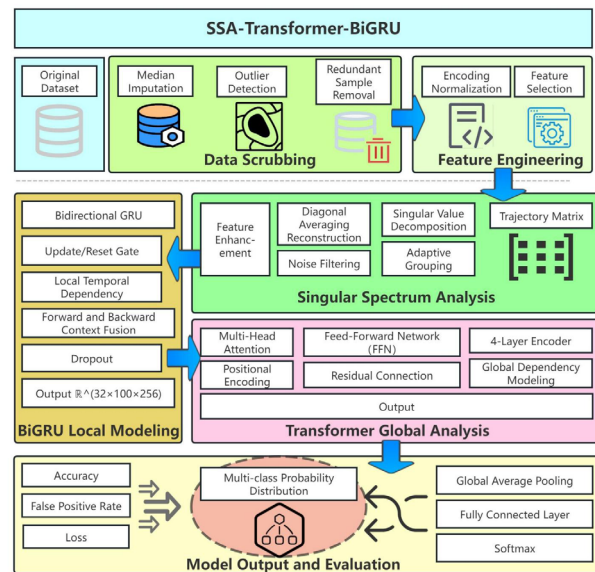 SSA-Transformer-BiGRU
Original
Dataset
Median
Imputation
Outlier
Detection
Redundant
Sample
Removal
Data Scrubbing
Encoding
Normalization
Feature
Selection
Feature Engineering
Bidirectional GRU
Update/Reset Gate
Local Temporal
Dependency
Forward and Backward
Context Fusion
Dropout
Output ℝ^(32×100×256)
BiGRU Local Modeling
Feature
Enhanc-
ement
Diagonal
Averaging
Reconstruction
Noise Filtering
Singular Value
Decomposition
Adaptive
Grouping
Trajectory Matrix
Singular Spectrum Analysis
Multi-Head
Attention
Feed-Forward Network
(FFN)
4-Layer Encoder
Positional
Encoding
Residual Connection
Global Dependency
Modeling
Output
Transformer Global Analysis
Accuracy
False Positive Rate
Loss
Multi-class Probability
Distribution
Global Average Pooling
Fully Connected Layer
Softmax
Model Output and Evaluation